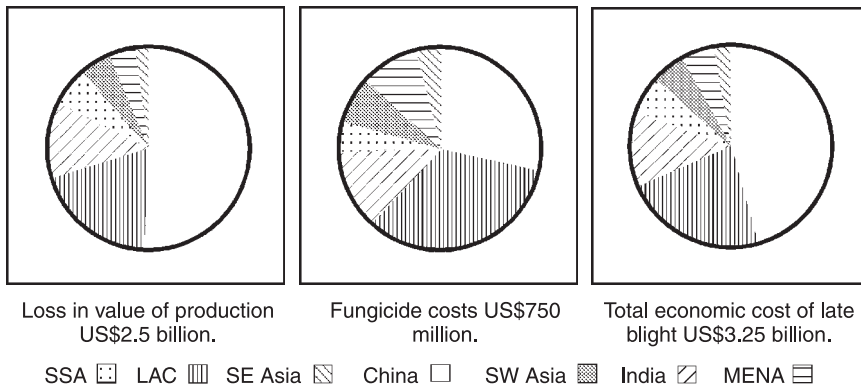 Loss in value of production
US$2.5 billion.
Fungicide costs US$750
million.
Total economic cost of late
blight US$3.25 billion.
SSA LAC SE Asia China SW Asia India MENA